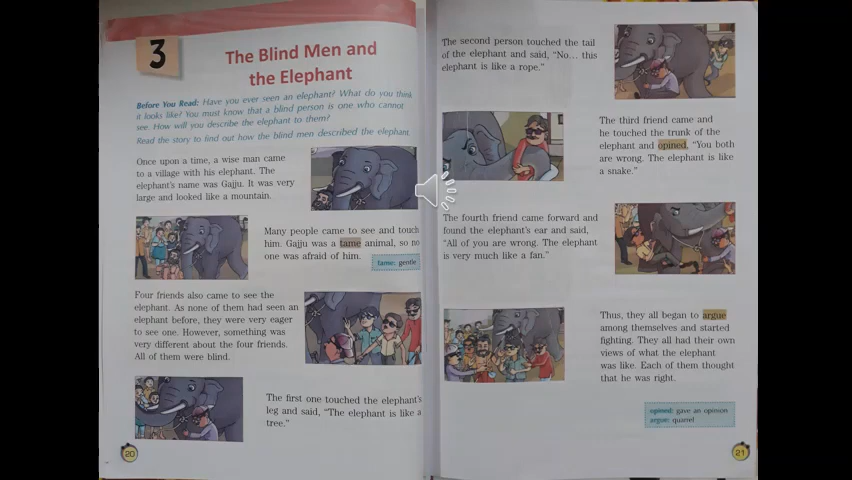 3
The Blind Men and
the Elephant
Before You Read: Have you ever seen an elephant? What do you think
it looks like? You must know that a blind person is one who cannot
see. How will you describe the elephant to them?
Read the story to find out how the blind men described the elephant
Once upon a time, a wise man came
to a village with his elephant. The
elephant's name was Gajju. It was very
large and looked like a mountain.
Many people came to see and touch
him. Gajju was a tame animal, so no
one was afraid of him.
tame: gentle
Four friends also came to see the
elephant. As none of them had seen an
elephant before, they were very eager
to see one. However, something was
very different about the four friends.
All of them were blind.
The first one touched the elephant's
leg and said, "The elephant is like a
tree."
20
The second person touched the tail
of the elephant and said, "No... this
elephant is like a rope."
The third friend came and
he touched the trunk of the
elephant and opined, "You both
are wrong. The elephant is like
a snake."
The fourth friend came forward and
found the elephant's ear and said,
"All of you are wrong. The elephant
is very much like a fan."
Thus, they all began to argue
among themselves and started
fighting. They all had their own
views of what the elephant
was like. Each of them thought
that he was right.
opined: gave an opinion
argue: quarrel
21